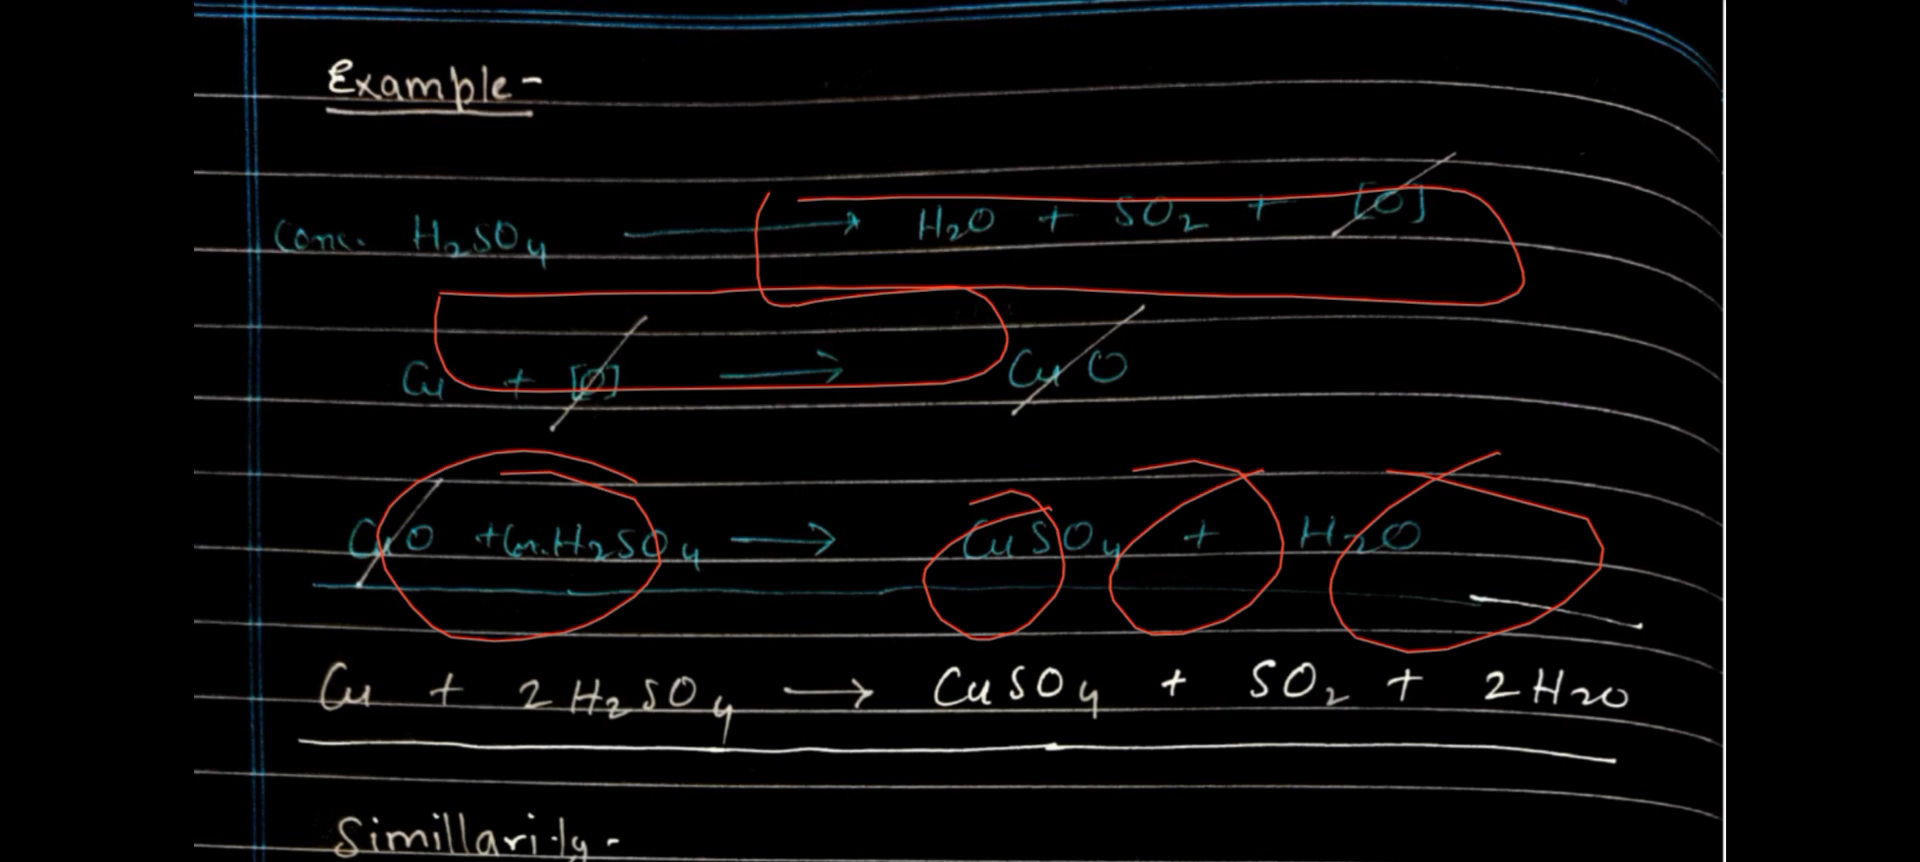 Example-
Conc. H₂SO₄ ⟶ H₂O + SO₂ + [O]
Cu + [O] ⟶ CuO
CuO + Con. H₂SO₄ ⟶ CuSO₄ + H₂O
Cu + 2H₂SO₄ ⟶ CuSO₄ + SO₂ + 2H₂O
Simillarily-